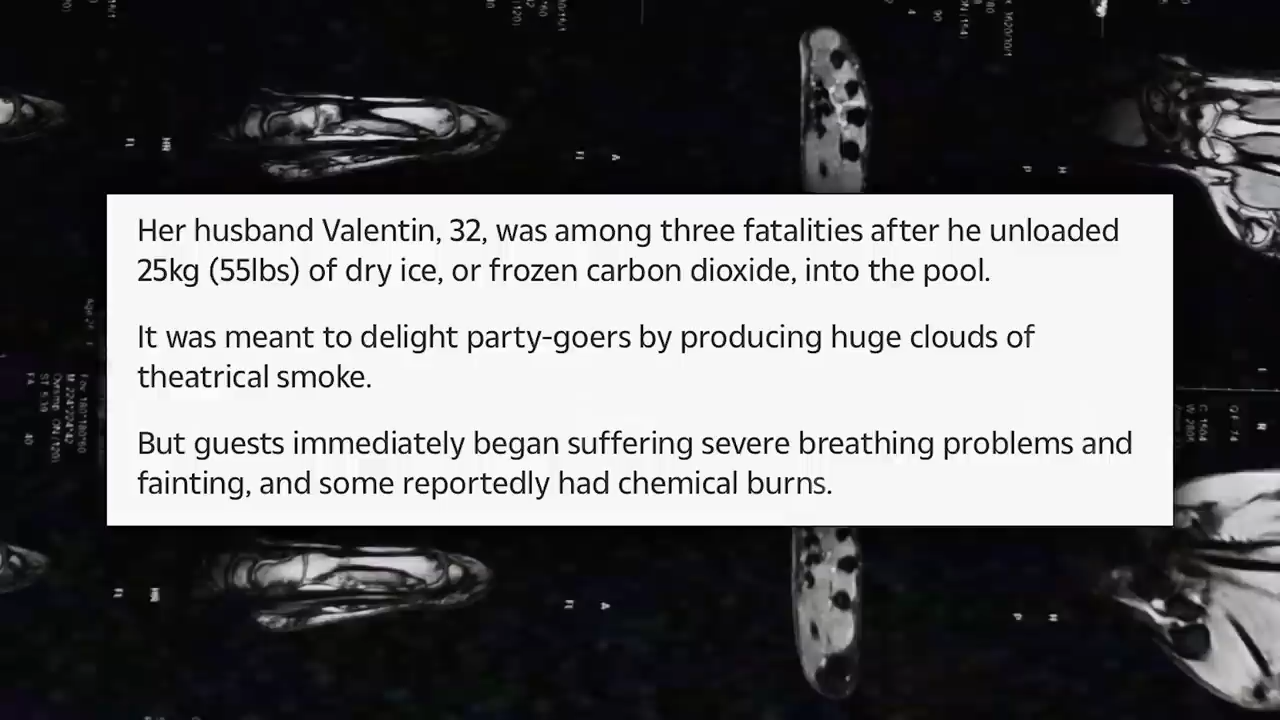 Her husband Valentin, 32, was among three fatalities after he unloaded
25kg (55lbs) of dry ice, or frozen carbon dioxide, into the pool.
It was meant to delight party-goers by producing huge clouds of
theatrical smoke.
But guests immediately began suffering severe breathing problems and
fainting, and some reportedly had chemical burns.